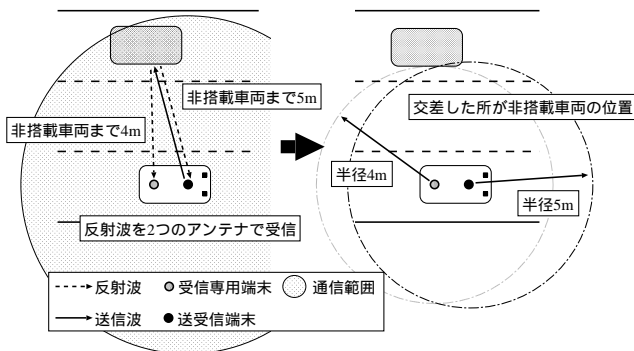 非搭載車両まで5m
非搭載車両まで4m
反射波を2つのアンテナで受信
反射波
受信専用端末
通信範囲
送信波
送受信端末
交差した所が非搭載車両の位置
半径4m
半径5m